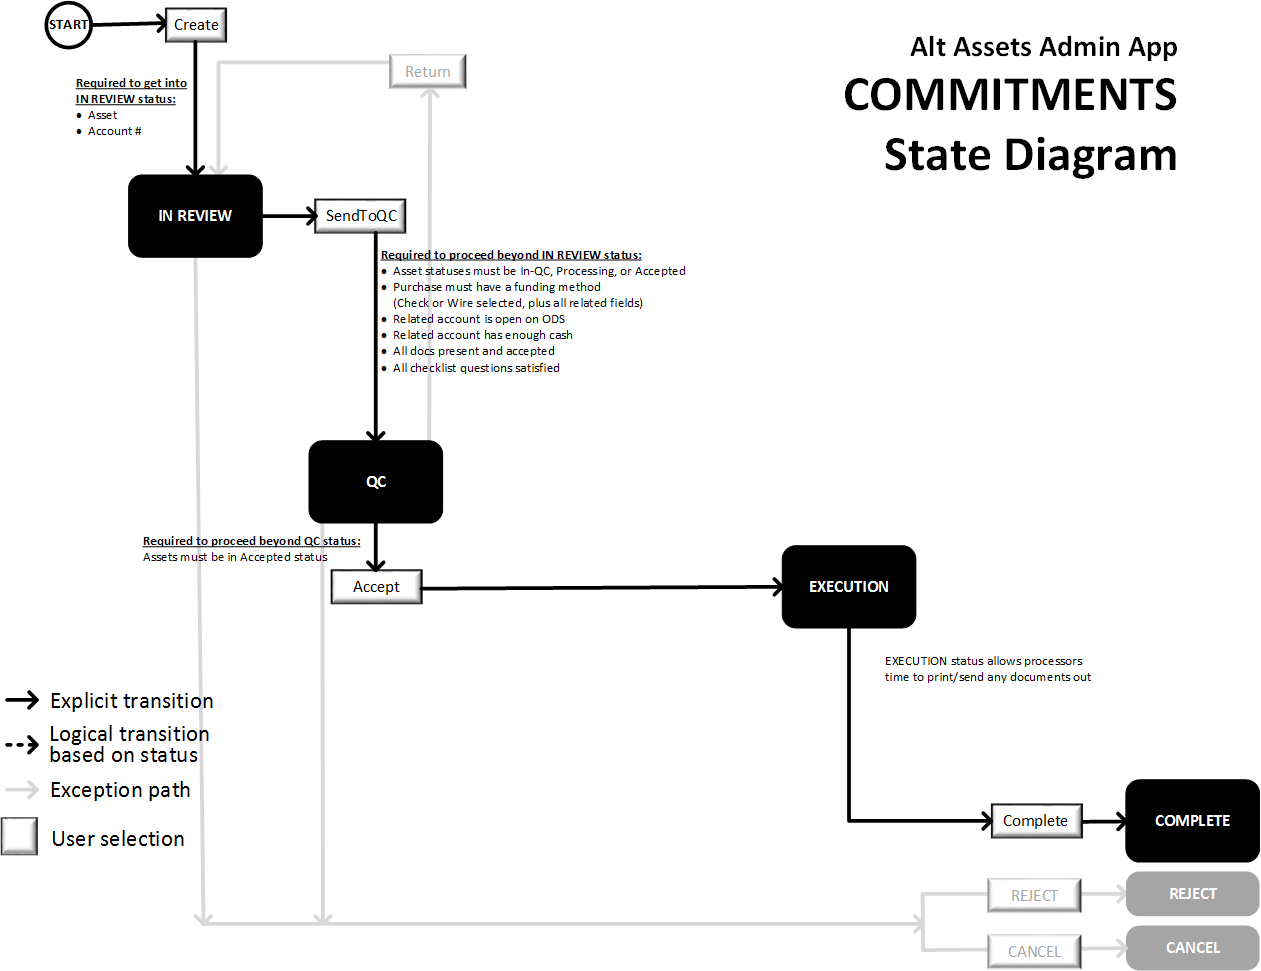 START
Create
Alt Assets Admin App
COMMITMENTS
State Diagram
Return
Required to get into
IN REVIEW status:
• Asset
• Account #
IN REVIEW
SendToQC
Required to proceed beyond IN REVIEW status:
• Asset statuses must be In-QC, Processing, or Accepted
• Purchase must have a funding method
(Check or Wire selected, plus all related fields)
• Related account is open on ODS
• Related account has enough cash
• All docs present and accepted
• All checklist questions satisfied
QC
Required to proceed beyond QC status:
Assets must be in Accepted status
Accept
EXECUTION
EXECUTION status allows processors
time to print/send any documents out
Explicit transition
Logical transition
based on status
Exception path
User selection
Complete
COMPLETE
REJECT
REJECT
CANCEL
CANCEL